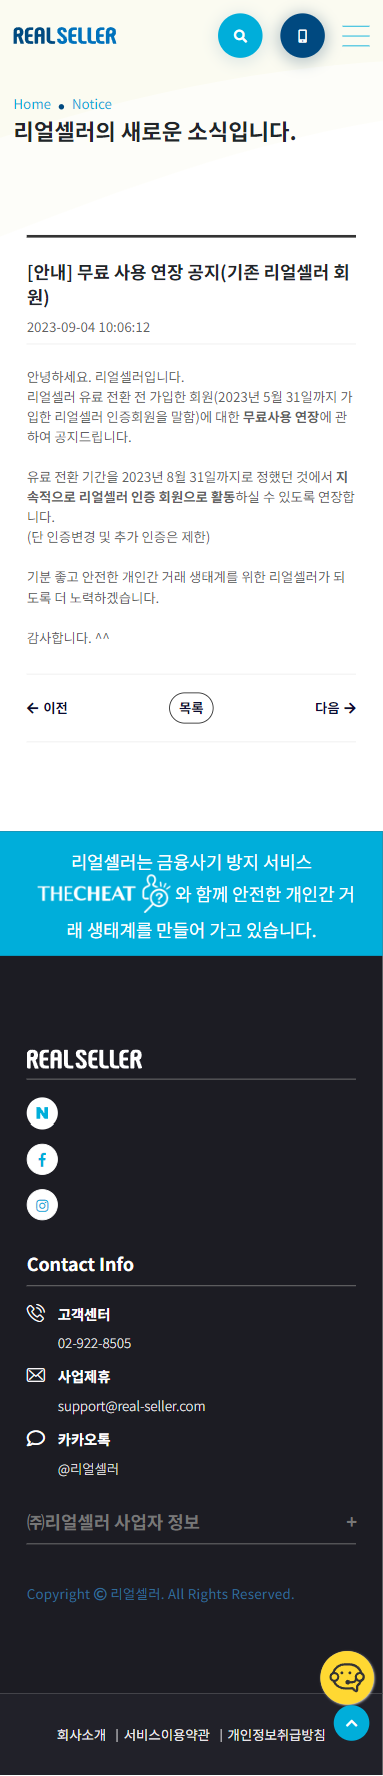 REALSELLER
Home • Notice
리얼셀러의 새로운 소식입니다.
[안내] 무료 사용 연장 공지(기존 리얼셀러 회
원)
2023-09-04 10:06:12
안녕하세요. 리얼셀러입니다.
리얼셀러 유료 전환 전 가입한 회원(2023년 5월 31일까지 가
입한 리얼셀러 인증회원을 말함)에 대한 무료사용 연장에 관
하여 공지드립니다.
유료 전환 기간을 2023년 8월 31일까지로 정했던 것에서 지
속적으로 리얼셀러 인증 회원으로 활동하실 수 있도록 연장합
니다.
(단 인증변경 및 추가 인증은 제한)
기분 좋고 안전한 개인간 거래 생태계를 위한 리얼셀러가 되
도록 더 노력하겠습니다.
감사합니다. ^^
← 이전 목록 다음 →
리얼셀러는 금융사기 방지 서비스
THECHEAT 와 함께 안전한 개인간 거
래 생태계를 만들어 가고 있습니다.
REALSELLER
N
f
Contact Info
고객센터
02-922-8505
사업제휴
support@real-seller.com
카카오톡
@리얼셀러
㈜리얼셀러 사업자 정보 +
Copyright © 리얼셀러. All Rights Reserved.
회사소개 | 서비스이용약관 | 개인정보취급방침